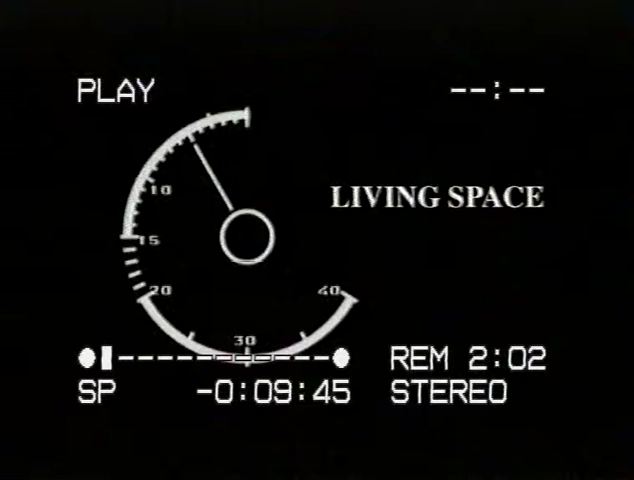 PLAY --:--
10
LIVING SPACE
15
20 40
30
REM 2:02
SP -0:09:45 STEREO